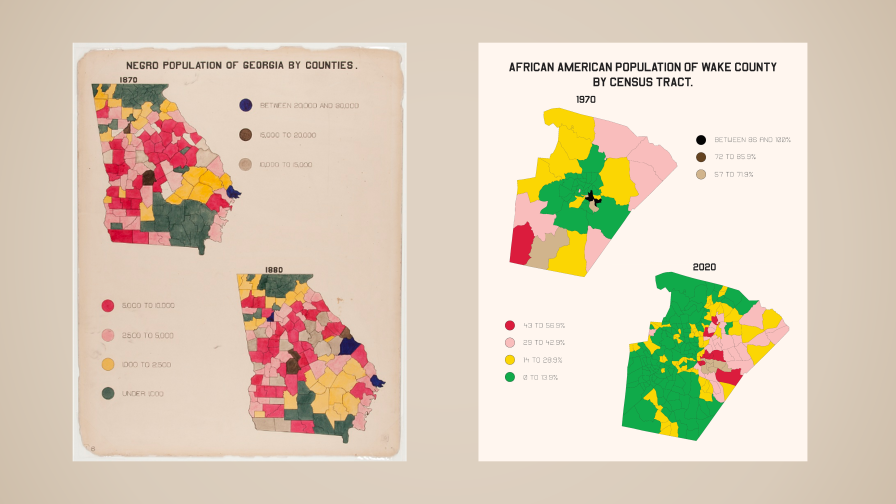 NEGRO POPULATION OF GEORGIA BY COUNTIES.
1870
BETWEEN 20,000 AND 30,000
15,000 TO 20,000
10,000 TO 15,000
1880
5,000 TO 10,000
2,500 TO 5,000
1,000 TO 2,500
UNDER 1,000
AFRICAN AMERICAN POPULATION OF WAKE COUNTY
BY CENSUS TRACT.
1970
BETWEEN 86 AND 100%
72 TO 85.9%
57 TO 71.9%
2020
43 TO 56.9%
29 TO 42.9%
14 TO 28.9%
0 TO 13.9%